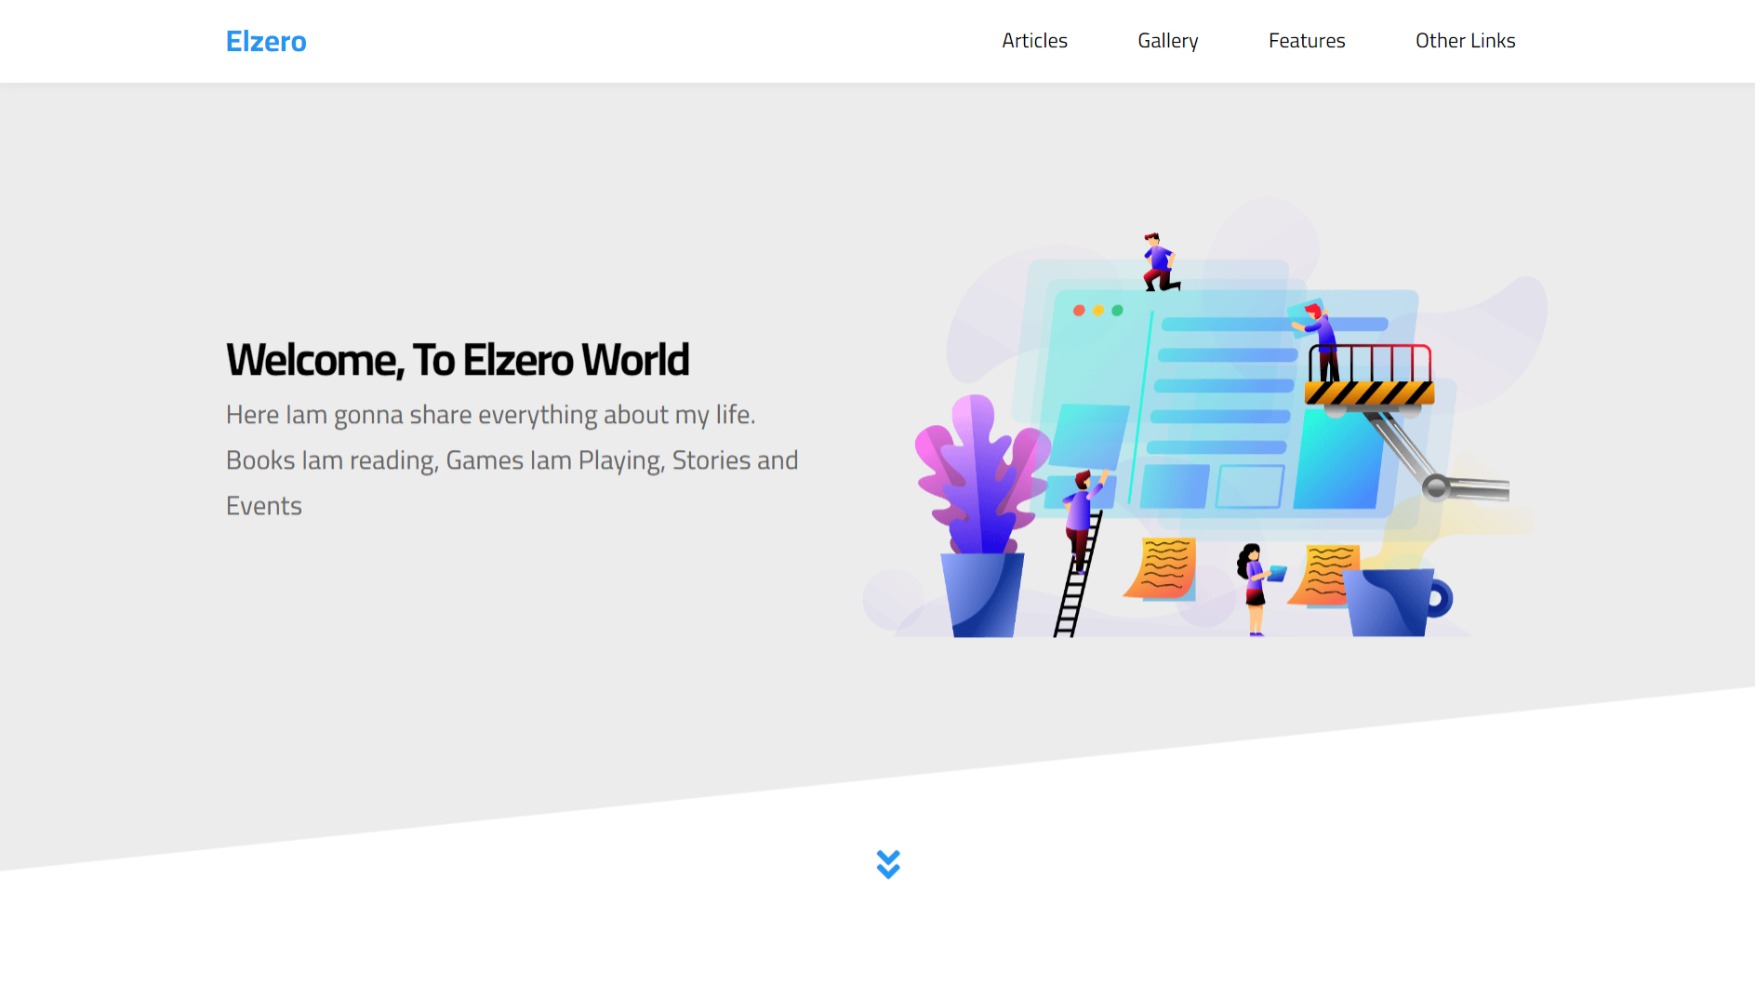 Elzero
Articles
Gallery
Features
Other Links
Welcome, To Elzero World
Here Iam gonna share everything about my life.
Books Iam reading, Games Iam Playing, Stories and
Events